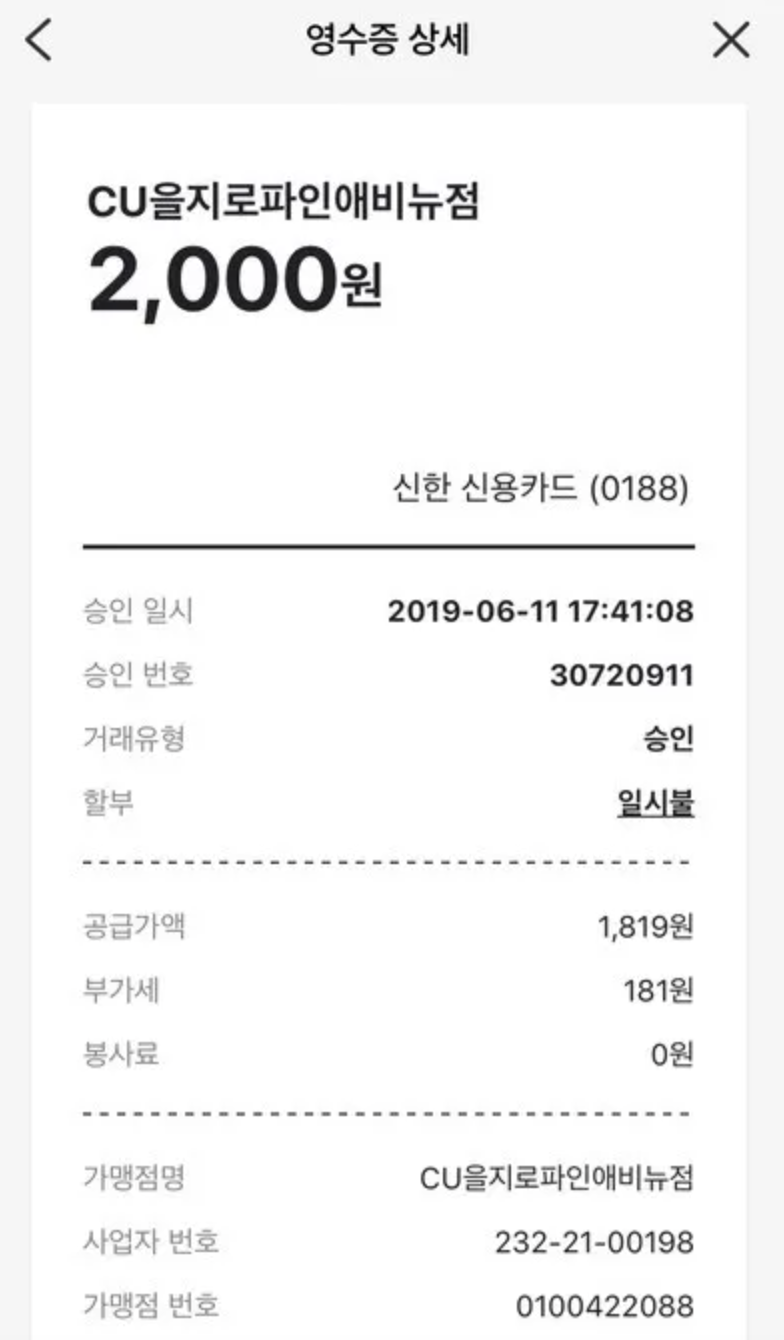 영수증 상세
CU을지로파인애비뉴점
2,000원
신한 신용카드 (0188)
승인 일시 2019-06-11 17:41:08
승인 번호 30720911
거래유형 승인
할부 일시불
공급가액 1,819원
부가세 181원
봉사료 0원
가맹점명 CU을지로파인애비뉴점
사업자 번호 232-21-00198
가맹점 번호 0100422088